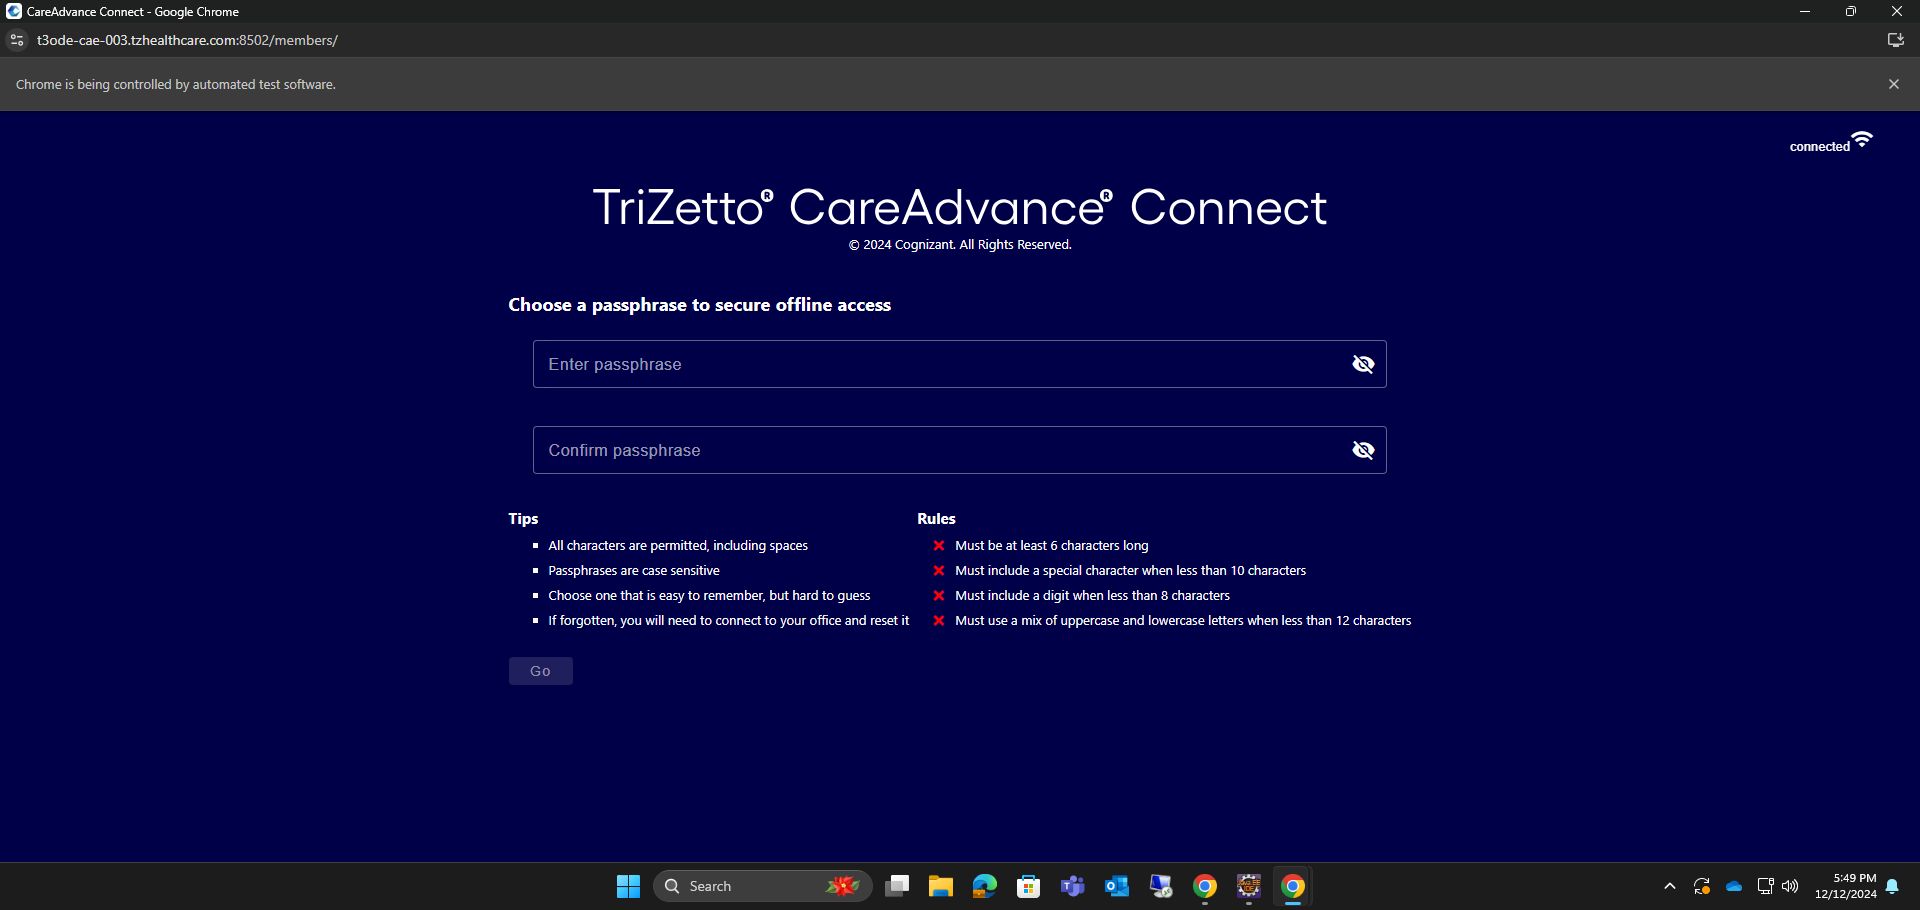 CareAdvance Connect - Google Chrome
t3ode-cae-003.tzhealthcare.com:8502/members/
Chrome is being controlled by automated test software.
connected
TriZetto® CareAdvance® Connect
© 2024 Cognizant. All Rights Reserved.
Choose a passphrase to secure offline access
Enter passphrase
Confirm passphrase
Tips
All characters are permitted, including spaces
Passphrases are case sensitive
Choose one that is easy to remember, but hard to guess
If forgotten, you will need to connect to your office and reset it
Rules
Must be at least 6 characters long
Must include a special character when less than 10 characters
Must include a digit when less than 8 characters
Must use a mix of uppercase and lowercase letters when less than 12 characters
Go
Search
5:49 PM
12/12/2024